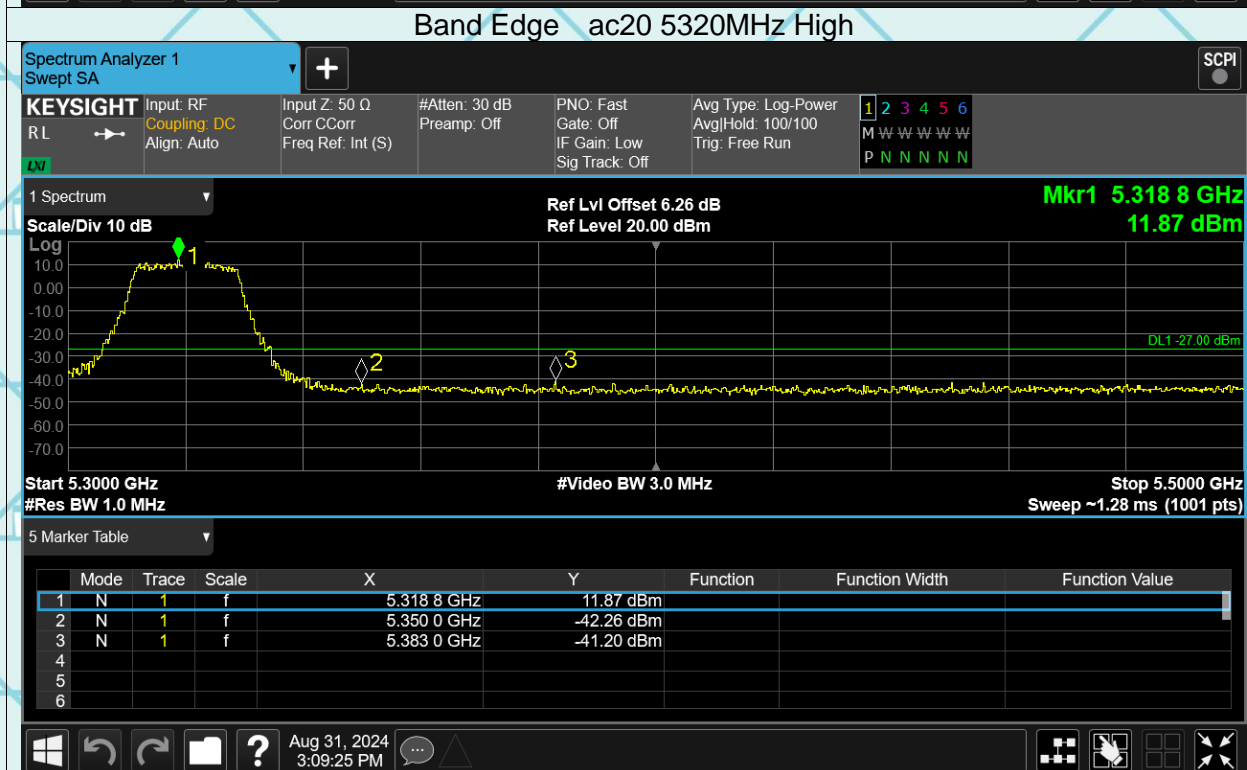 Band Edge ac20 5320MHz High
Spectrum Analyzer 1
Swept SA
SCPI
KEYSIGHT
R L
LXI
Input: RF
Coupling: DC
Align: Auto
Input Z: 50 Ω
Corr CCorr
Freq Ref: Int (S)
#Atten: 30 dB
Preamp: Off
PNO: Fast
Gate: Off
IF Gain: Low
Sig Track: Off
Avg Type: Log-Power
Avg|Hold: 100/100
Trig: Free Run
1 2 3 4 5 6
M W W W W W W
P N N N N N
1 Spectrum
Scale/Div 10 dB
Ref Lvl Offset 6.26 dB
Ref Level 20.00 dBm
Mkr1 5.318 8 GHz
11.87 dBm
Log
10.0
0.00
-10.0
-20.0
-30.0
-40.0
-50.0
-60.0
-70.0
1
2
3
DL1 -27.00 dBm
Start 5.3000 GHz
#Video BW 3.0 MHz
Stop 5.5000 GHz
#Res BW 1.0 MHz
Sweep ~1.28 ms (1001 pts)
5 Marker Table
Mode Trace Scale X Y Function Function Width Function Value
1 N 1 f 5.318 8 GHz 11.87 dBm
2 N 1 f 5.350 0 GHz -42.26 dBm
3 N 1 f 5.383 0 GHz -41.20 dBm
4
5
6
?
Aug 31, 2024
3:09:25 PM